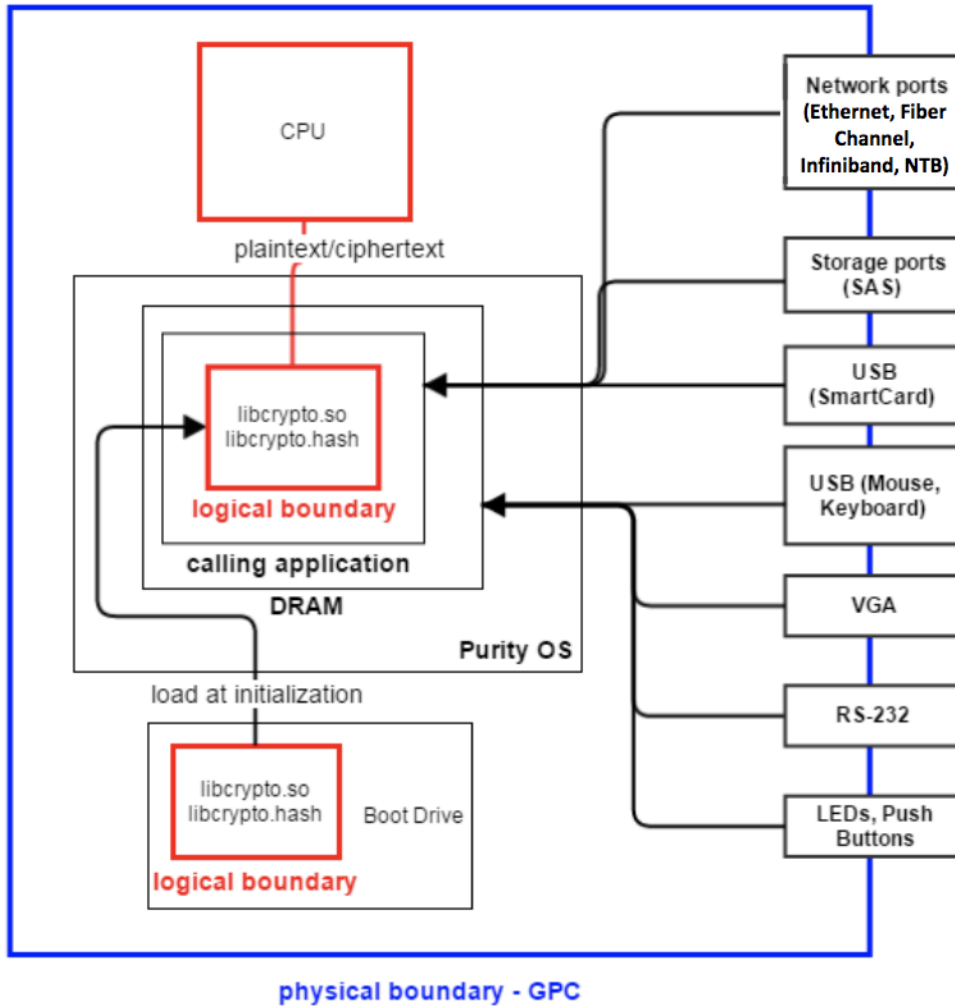 CPU
plaintext/ciphertext
libcrypto.so
libcrypto.hash
logical boundary
calling application
DRAM
Purity OS
load at initialization
libcrypto.so
libcrypto.hash
Boot Drive
logical boundary
Network ports
(Ethernet, Fiber
Channel,
Infiniband, NTB)
Storage ports
(SAS)
USB
(SmartCard)
USB (Mouse,
Keyboard)
VGA
RS-232
LEDs, Push
Buttons
physical boundary - GPC